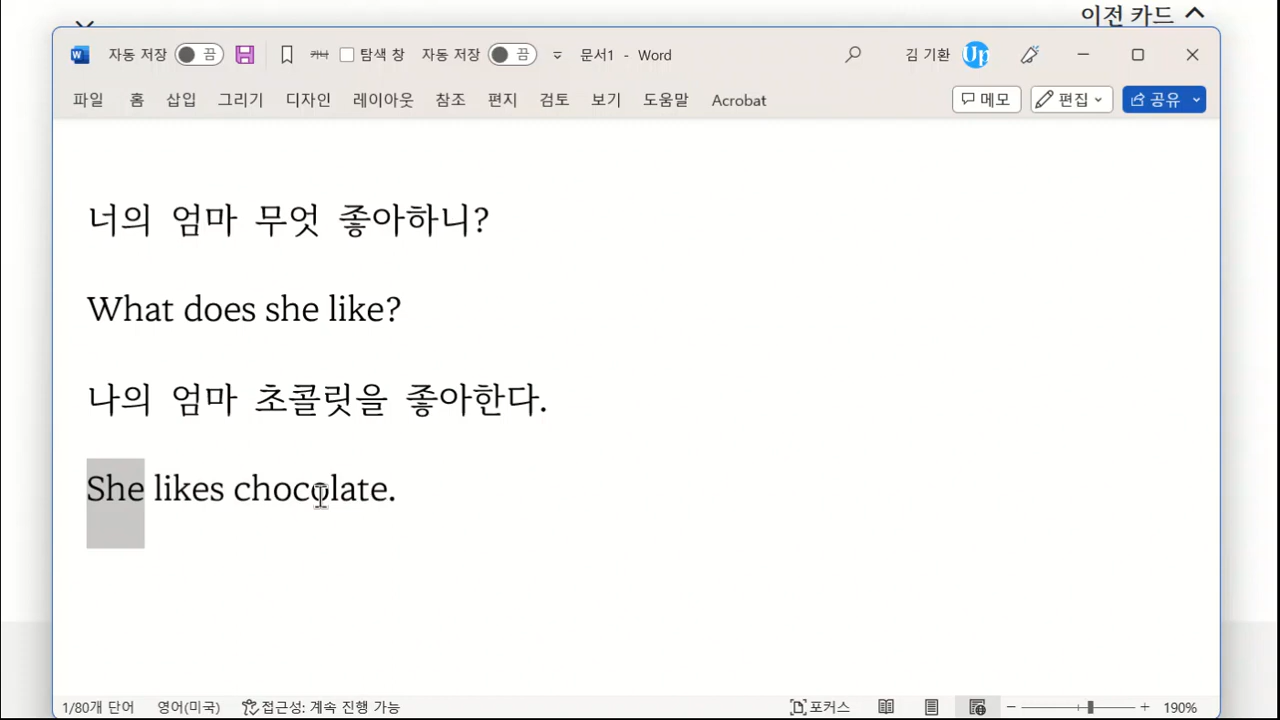 이전 카드
자동 저장 끔 가나 탐색 창 자동 저장 끔 문서1 - Word 김 기환 Up
파일 홈 삽입 그리기 디자인 레이아웃 참조 편지 검토 보기 도움말 Acrobat 메모 편집 공유
너의 엄마 무엇 좋아하니?
What does she like?
나의 엄마 초콜릿을 좋아한다.
She likes chocolate.
1/80개 단어 영어(미국) 접근성: 계속 진행 가능 포커스 190%